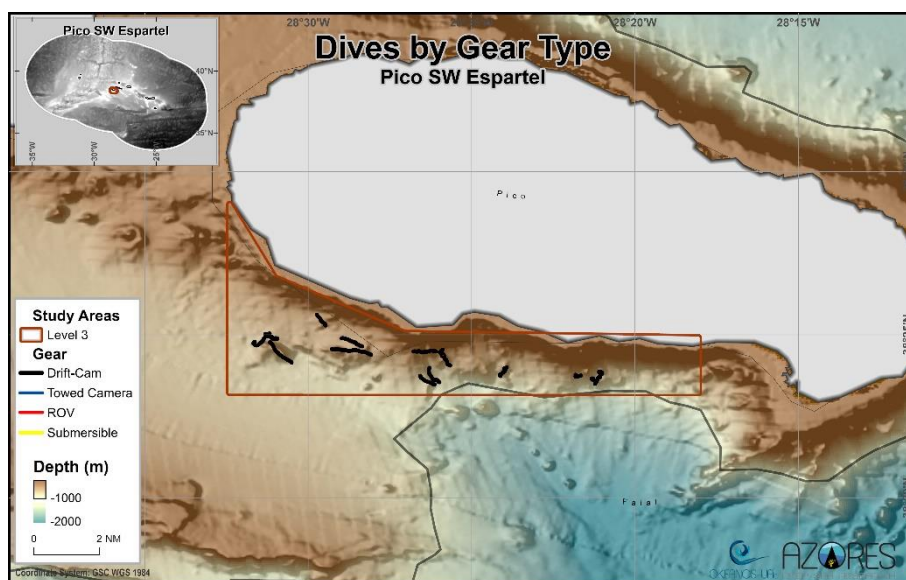 Pico SW Espartel
40°N
35°N
35°W
30°W
25°W
Dives by Gear Type
Pico SW Espartel
28°30'W
28°20'W
28°15'W
Pico
Faial
Study Areas
Level 3
Gear
Drift-Cam
Towed Camera
ROV
Submersible
Depth (m)
-1000
-2000
0 2 NM
Coordinate System: GSC WGS 1984
AZORES